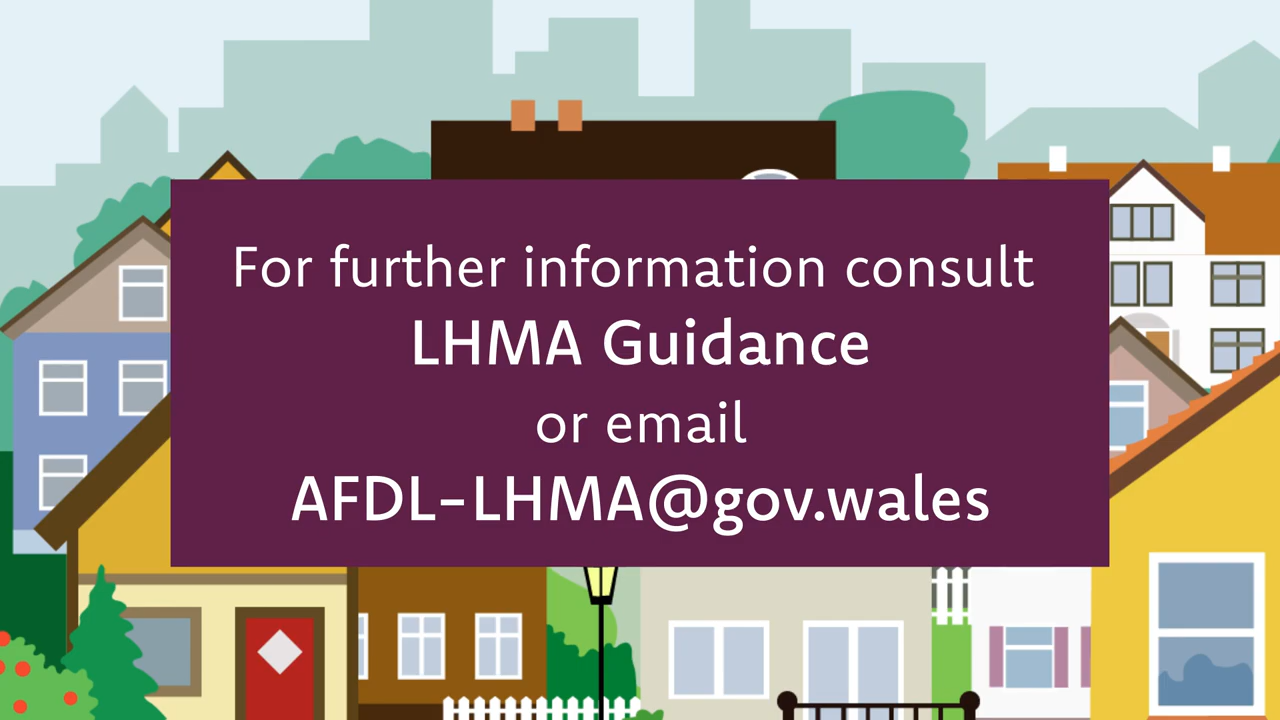 For further information consult
LHMA Guidance
or email
AFDL-LHMA@gov.wales